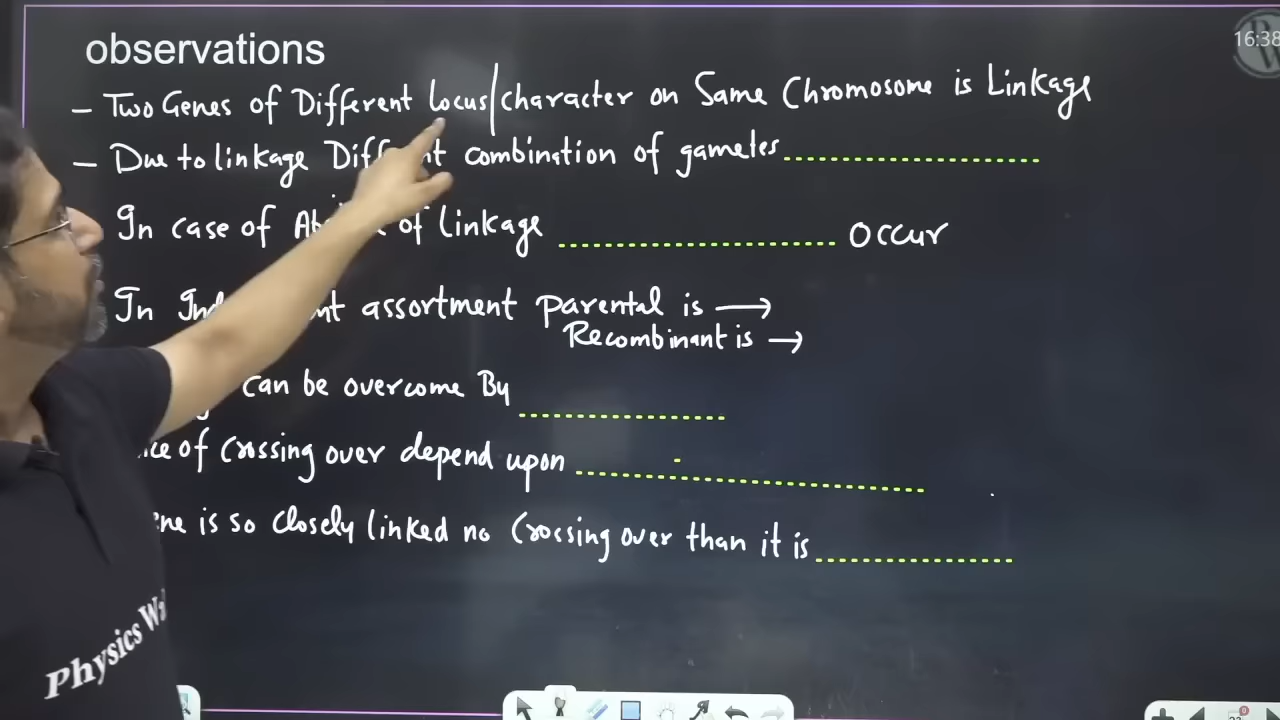 observations
16:38
- Two Genes of Different locus/character on Same Chromosome is Linkage
- Due to linkage Different combination of gametes ....................
In case of of linkage .................... Occur
In assortment parental is →
Recombinant is →
can be overcome By ....................
of Crossing over depend upon ....................
is so closely linked no Crossing over than it is ....................
Physics